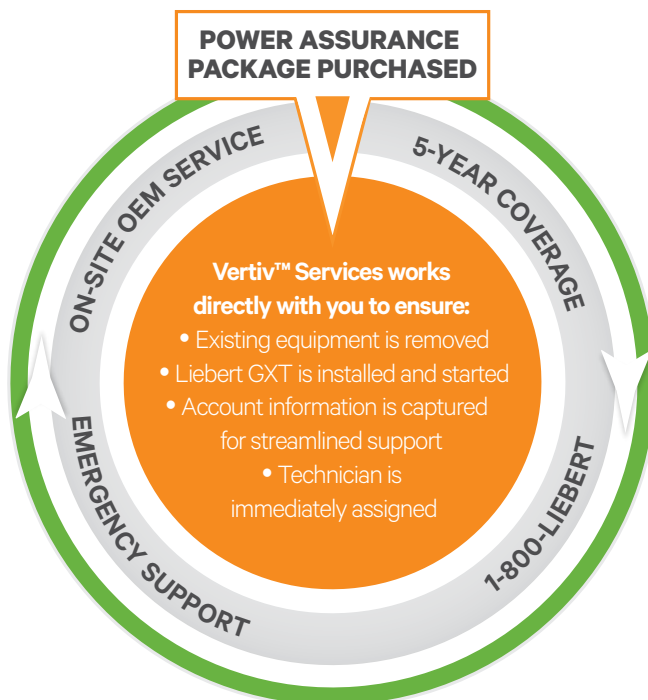 POWER ASSURANCE
PACKAGE PURCHASED
ON-SITE OEM SERVICE
5-YEAR COVERAGE
Vertiv™ Services works
directly with you to ensure:
• Existing equipment is removed
• Liebert GXT is installed and started
• Account information is captured
for streamlined support
• Technician is
immediately assigned
EMERGENCY SUPPORT
1-800-LIEBERT